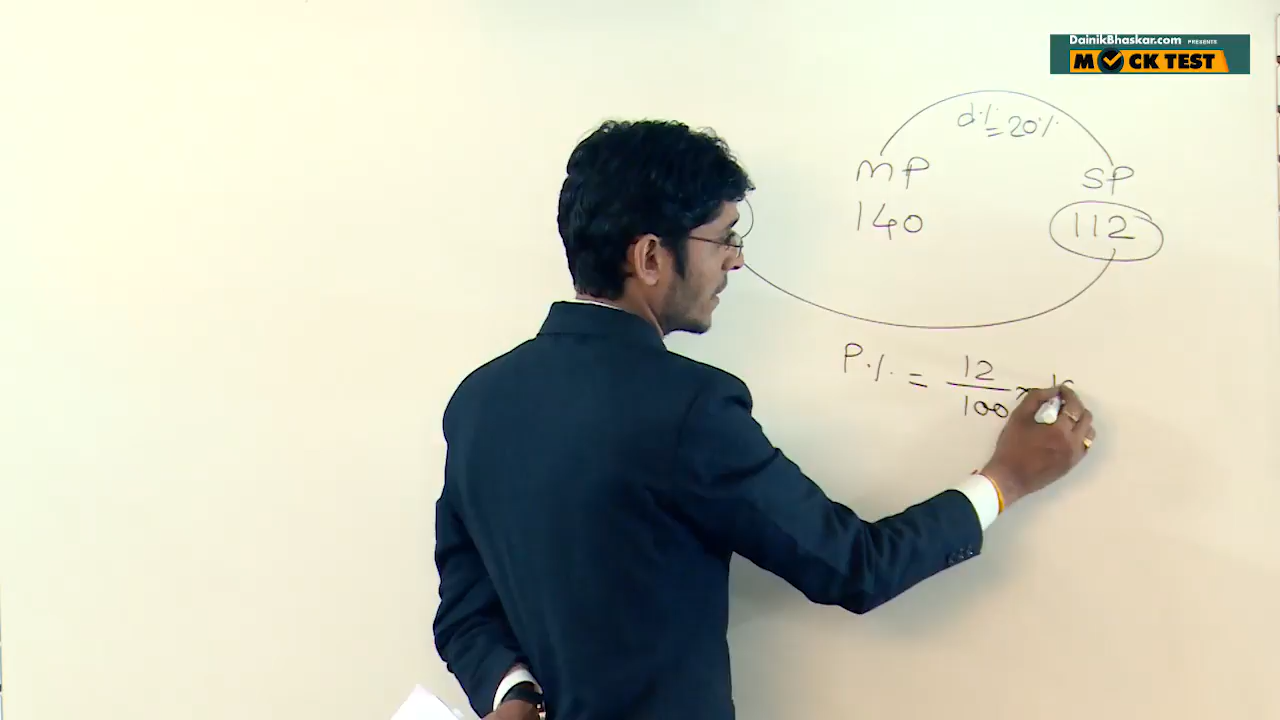 DainikBhaskar.com PRESENTS
MOCK TEST
d% = 20%
MP SP
140 112
P.% = 12/100 ×